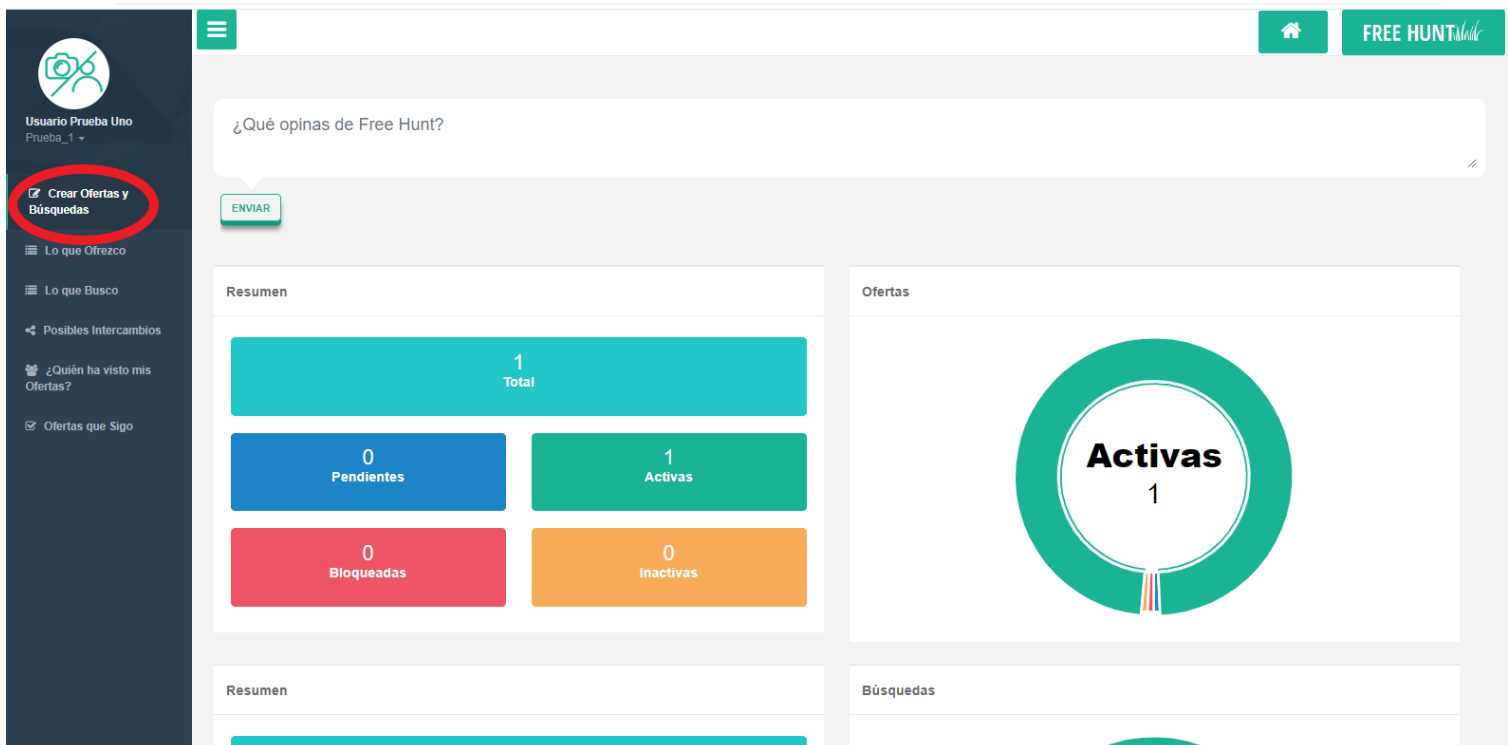 FREE HUNT
Usuario Prueba Uno
Prueba_1
Crear Ofertas y
Búsquedas
Lo que Ofrezco
Lo que Busco
Posibles Intercambios
¿Quién ha visto mis
Ofertas?
Ofertas que Sigo
¿Qué opinas de Free Hunt?
ENVIAR
Resumen
1
Total
0
Pendientes
1
Activas
0
Bloqueadas
0
Inactivas
Ofertas
Activas
1
Resumen
Búsquedas